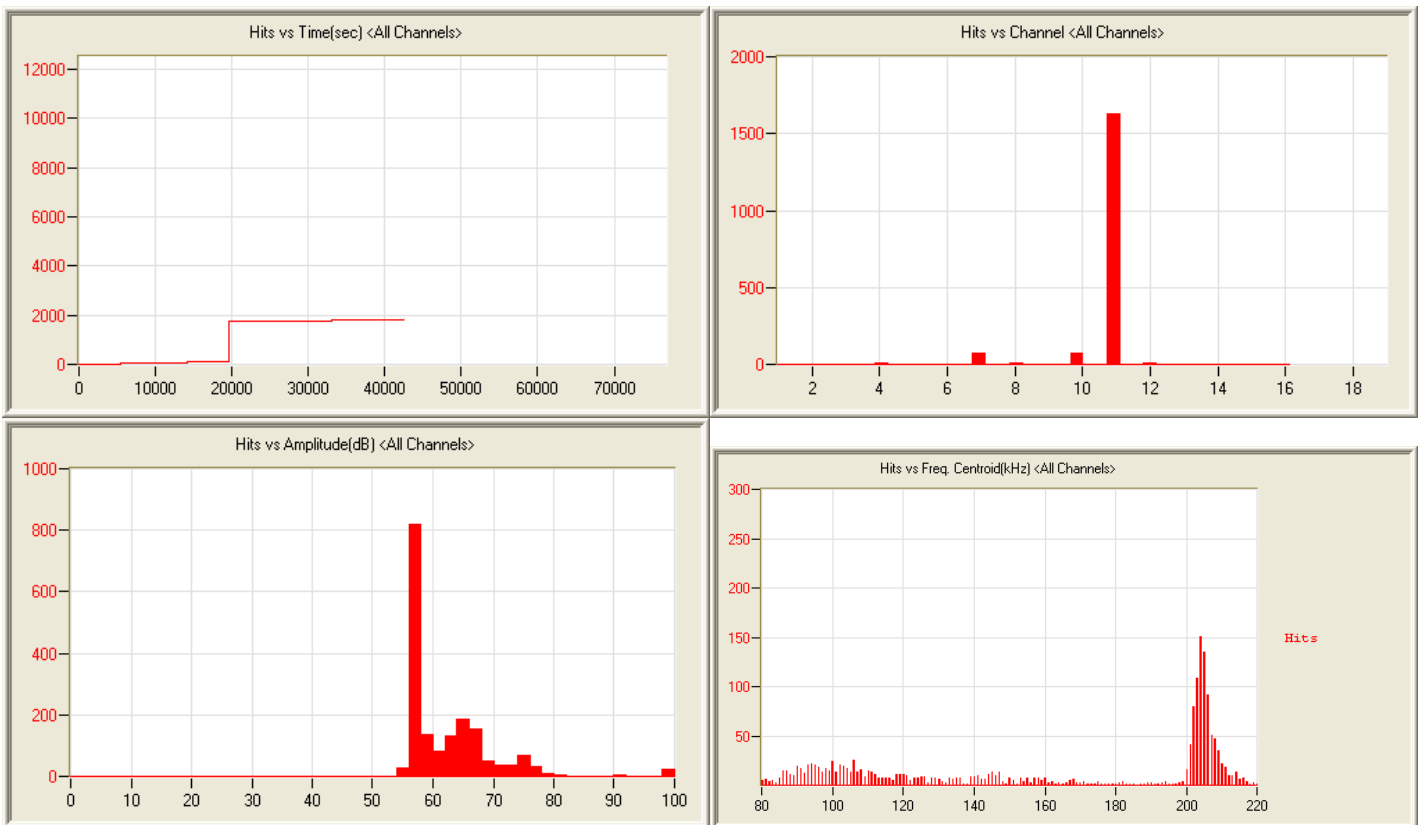 Hits vs Time(sec) <All Channels>
12000
10000
8000
6000
4000
2000
0
0 10000 20000 30000 40000 50000 60000 70000
Hits vs Channel <All Channels>
2000
1500
1000
500
0
2 4 6 8 10 12 14 16 18
Hits vs Amplitude(dB) <All Channels>
1000
800
600
400
200
0
0 10 20 30 40 50 60 70 80 90 100
Hits vs Freq. Centroid(kHz) <All Channels>
300
250
200
150
100
50
80 100 120 140 160 180 200 220
Hits